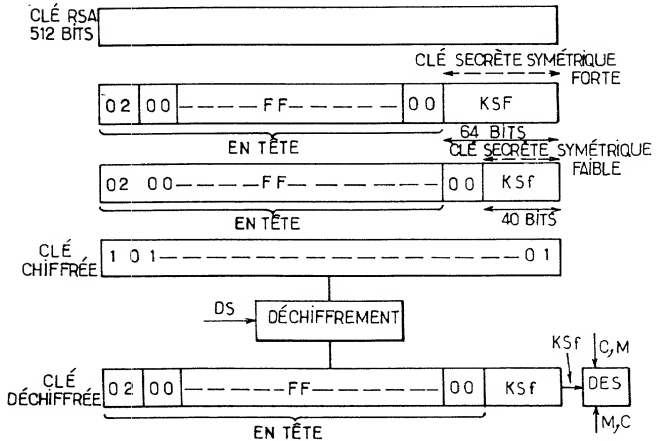 CLÉ RSA
512 BITS
CLÉ SECRÈTE SYMÉTRIQUE
FORTE
02 00 — — — — — FF — — — — — — 00 KSF
EN TÊTE
64 BITS
CLÉ SECRÈTE SYMÉTRIQUE
FAIBLE
02 00 — — — — — FF — — — — — — 00 KSf
EN TÊTE
40 BITS
CLÉ
CHIFFRÉE
1 0 1 — — — — — — — — — — — — — — 0 1
DS
DÉCHIFFREMENT
KSf
C,M
CLÉ
DÉCHIFFRÉE
02 00 — — — — — FF — — — — — — 00 KSf
DES
M,C
EN TÊTE